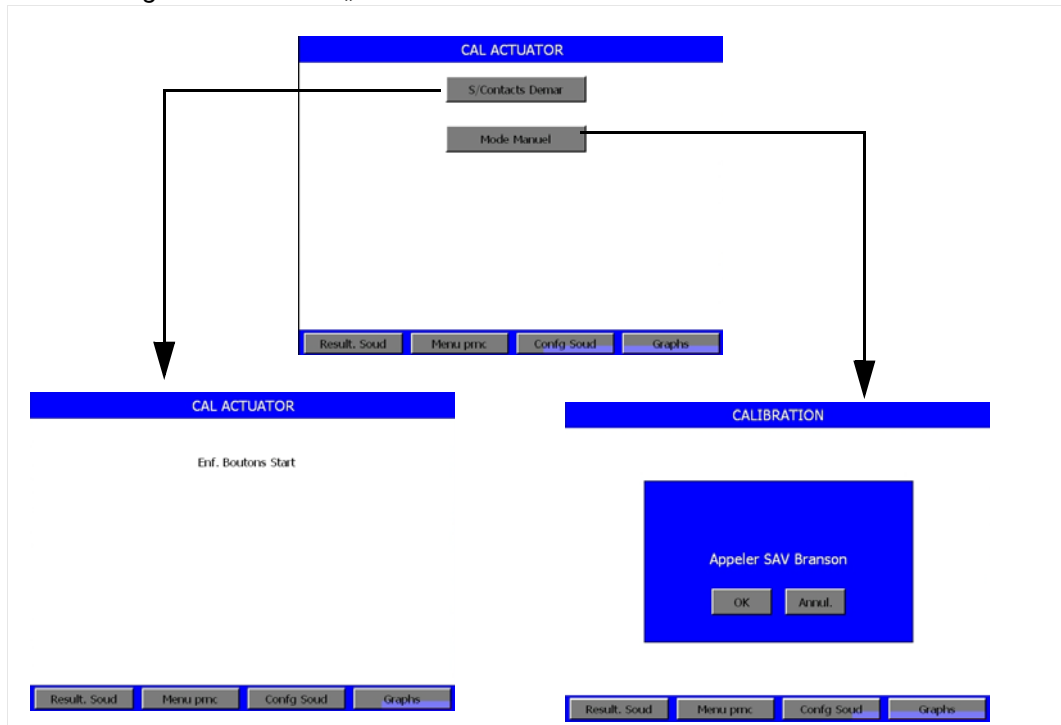 CAL ACTUATOR
S/Contacts Demar
Mode Manuel
Result. Soud Menu prnc Confg Soud Graphs
CAL ACTUATOR
Enf. Boutons Start
Result. Soud Menu prnc Confg Soud Graphs
CALIBRATION
Appeler SAV Branson
OK Annul.
Result. Soud Menu prnc Confg Soud Graphs